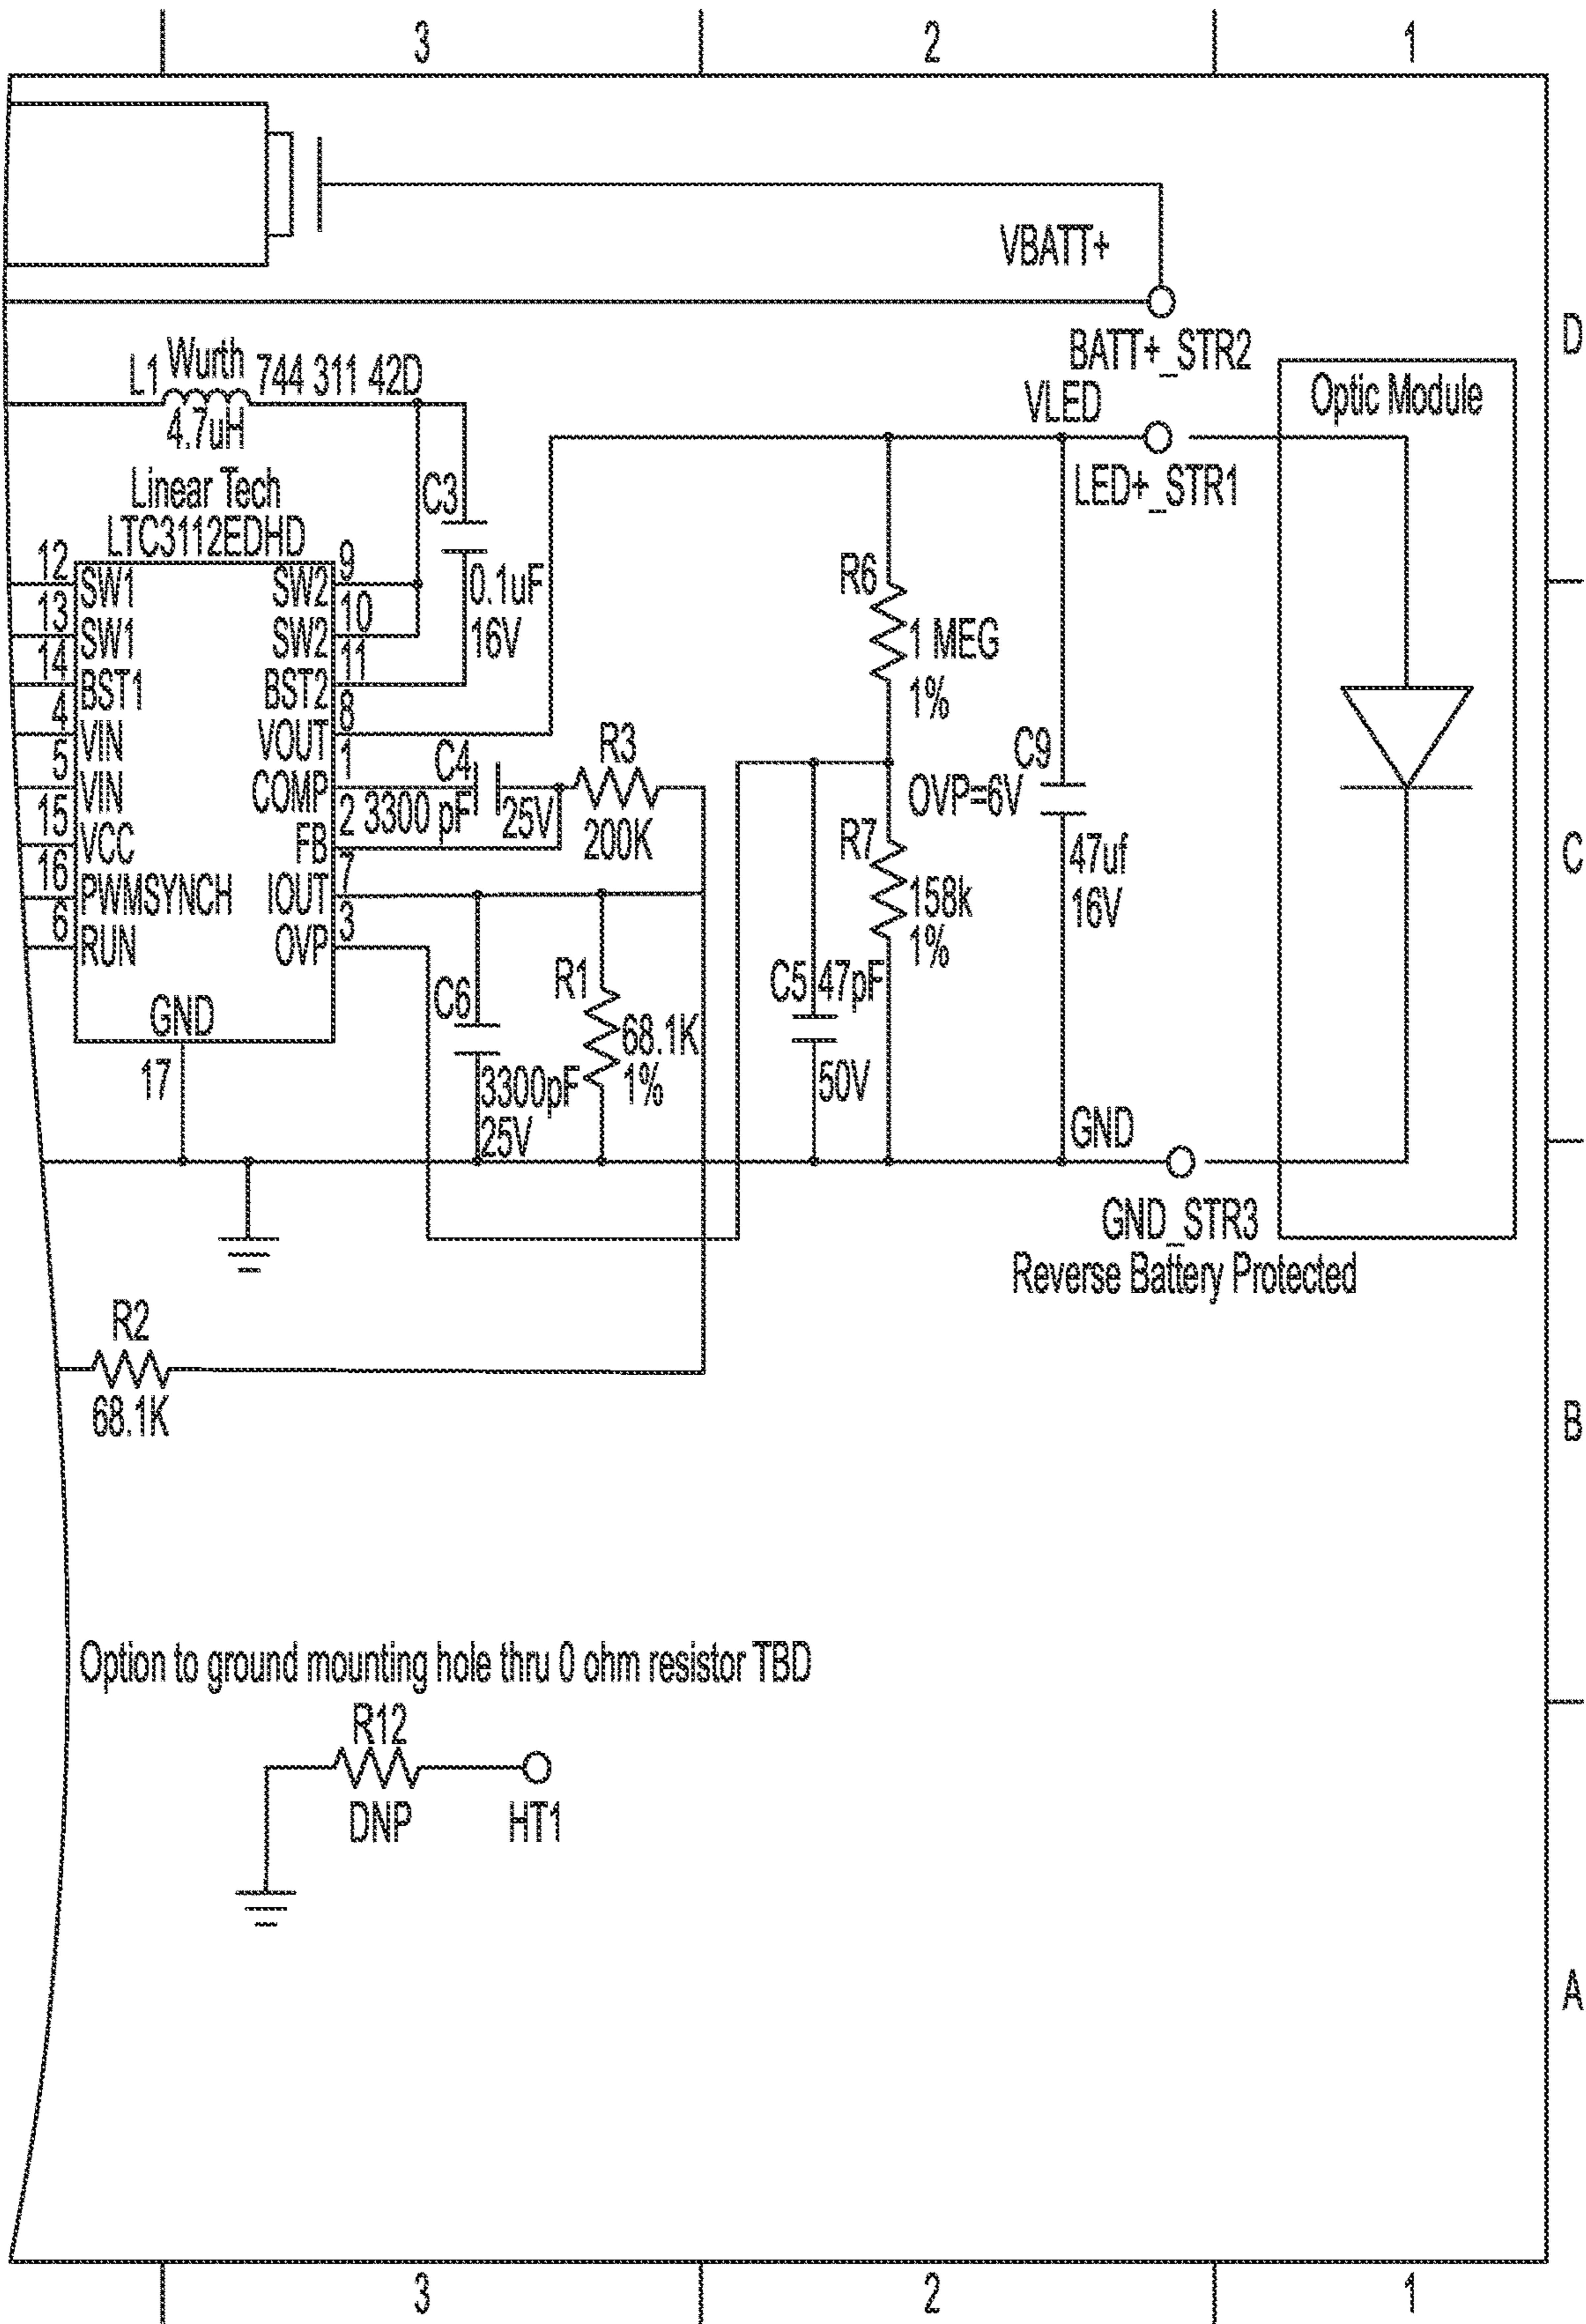 3 2 1
VBATT+
BATT+_STR2
D
L1 Wurth 744 311 42D
4.7uH
VLED
Optic Module
LED+_STR1
Linear Tech
LTC3112EDHD
C3
0.1uF
16V
12 SW1 SW2 9
13 SW1 SW2 10
14 BST1 BST2 11
4 VIN VOUT 8
5 VIN COMP 1
15 VCC FB 2
16 PWMSYNCH IOUT 7
6 RUN OVP 3
GND
17
C4
3300 pF 25V
R3
200K
R6
1 MEG
1%
OVP=6V
C9
47uf
16V
R7
158k
1%
C
C6
3300pF
25V
R1
68.1K
1%
C5 47pF
50V
GND
GND_STR3
Reverse Battery Protected
R2
68.1K
B
Option to ground mounting hole thru 0 ohm resistor TBD
R12
DNP HT1
A
3 2 1